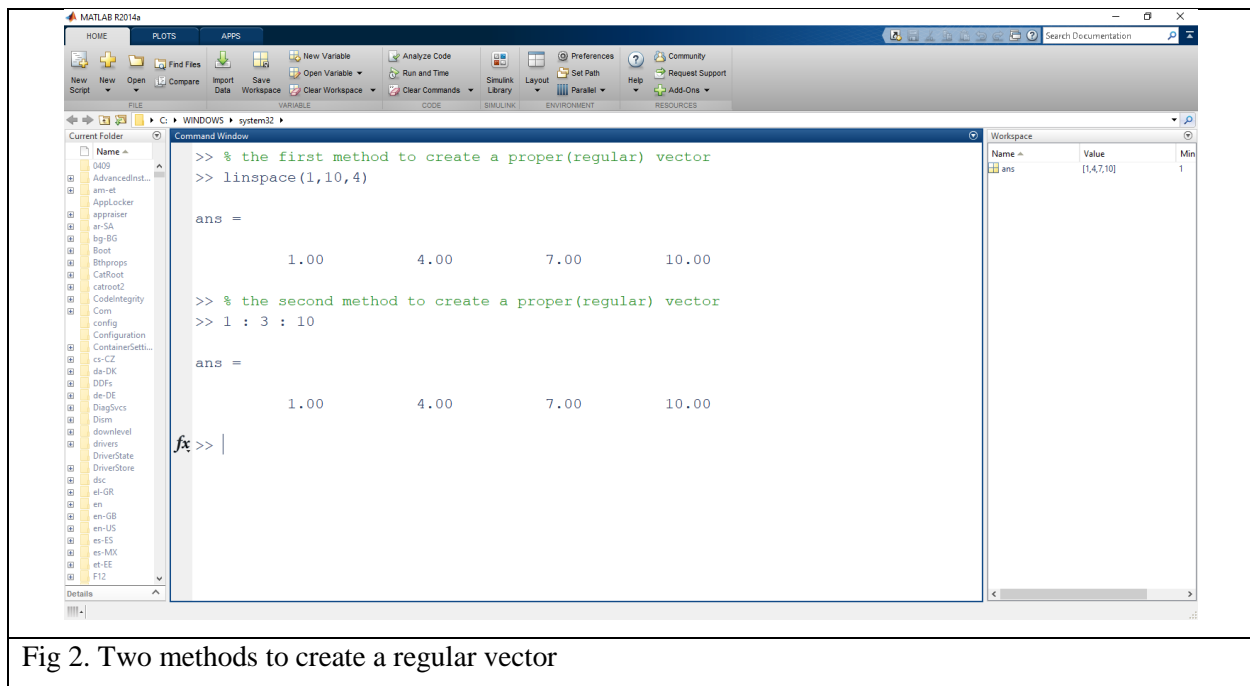 MATLAB R2014a
HOME PLOTS APPS
Search Documentation
New Script
New
Open
Find Files
Compare
Import Data
Save Workspace
New Variable
Open Variable
Clear Workspace
Analyze Code
Run and Time
Clear Commands
Simulink Library
Layout
Preferences
Set Path
Parallel
Help
Community
Request Support
Add-Ons
FILE VARIABLE CODE SIMULINK ENVIRONMENT RESOURCES
C: WINDOWS system32
Current Folder
Name
0409
AdvancedInst...
am-et
AppLocker
appraiser
ar-SA
bg-BG
Boot
Bthprops
CatRoot
catroot2
CodeIntegrity
Com
config
Configuration
ContainerSetti...
cs-CZ
da-DK
DDFs
de-DE
DiagSvcs
Dism
downlevel
drivers
DriverState
DriverStore
dsc
el-GR
en
en-GB
en-US
es-ES
es-MX
et-EE
F12
Details
Command Window
>> % the first method to create a proper(regular) vector
>> linspace(1,10,4)
ans =
1.00 4.00 7.00 10.00
>> % the second method to create a proper(regular) vector
>> 1 : 3 : 10
ans =
1.00 4.00 7.00 10.00
fx >>
Workspace
Name Value Min
ans [1,4,7,10] 1
Fig 2. Two methods to create a regular vector